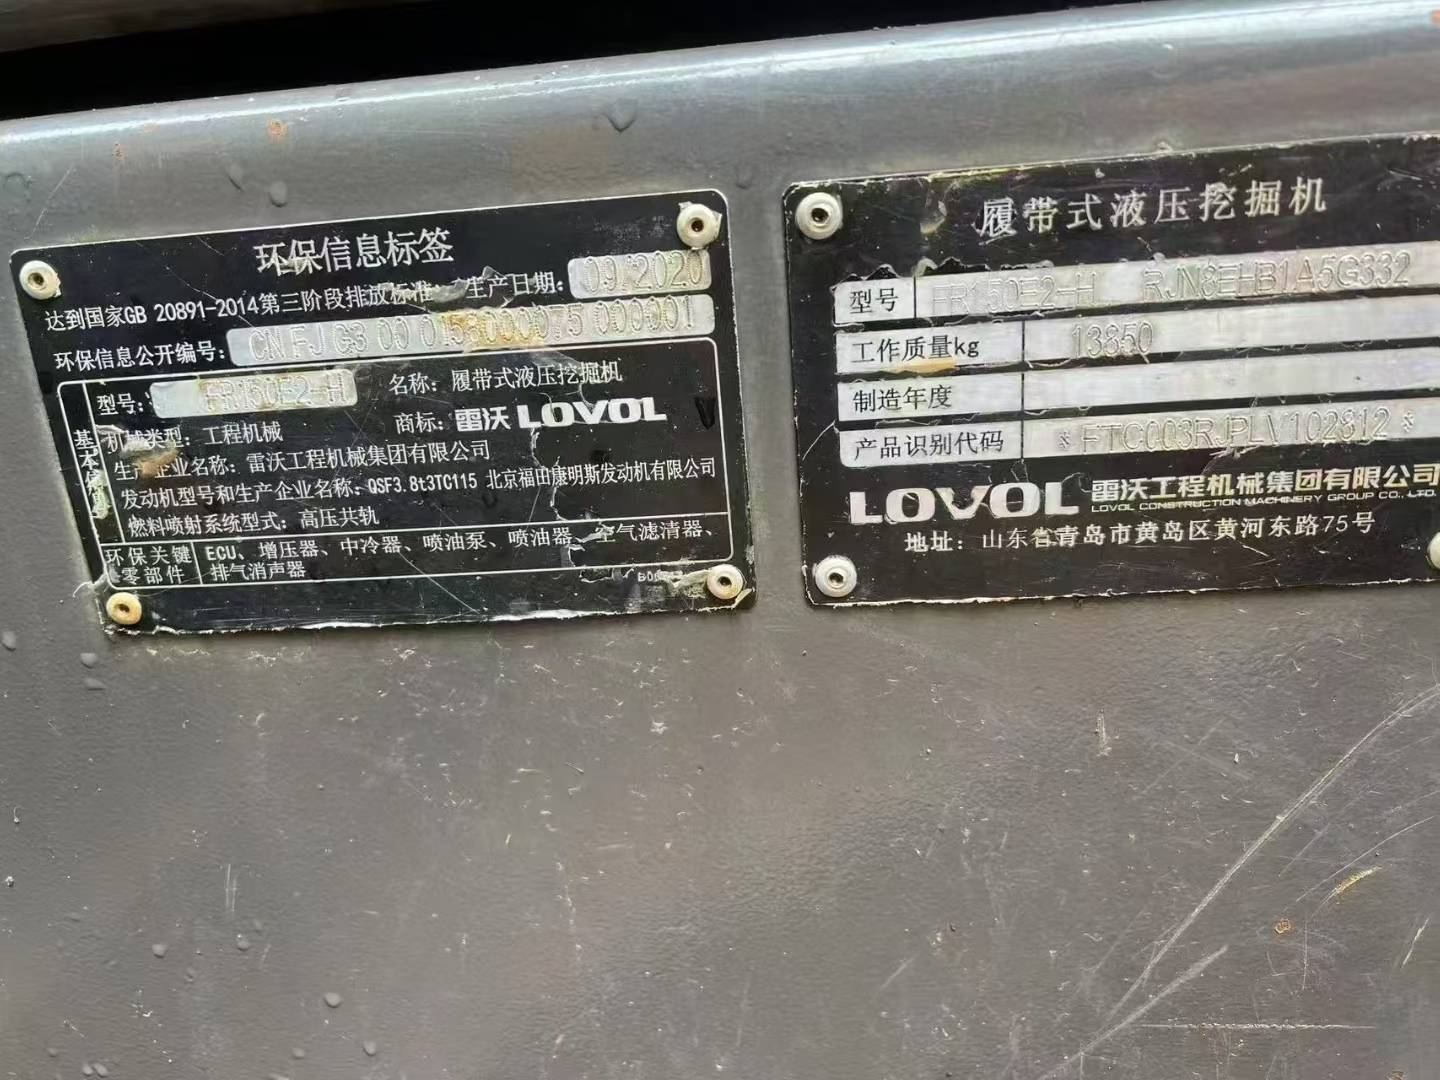 环保信息标签
达到国家GB 20891-2014第三阶段排放标准 生产日期: 09/2020
环保信息公开编号: CN FJ G3 00 0158000075 000001
基本信息
型号: FR150E2-H 名称: 履带式液压挖掘机
机械类型: 工程机械 商标: 雷沃 LOVOL
生产企业名称: 雷沃工程机械集团有限公司
发动机型号和生产企业名称: QSF3.8t3TC115 北京福田康明斯发动机有限公司
燃料喷射系统型式: 高压共轨
环保关键零部件 ECU、增压器、中冷器、喷油泵、喷油器、空气滤清器、
排气消声器
履带式液压挖掘机
型号 FR150E2-H RJN8EHB1A5G332
工作质量kg 13850
制造年度
产品识别代码 *FTC003RJPLV102812*
LOVOL 雷沃工程机械集团有限公司
LOVOL CONSTRUCTION MACHINERY GROUP CO., LTD.
地址: 山东省青岛市黄岛区黄河东路75号